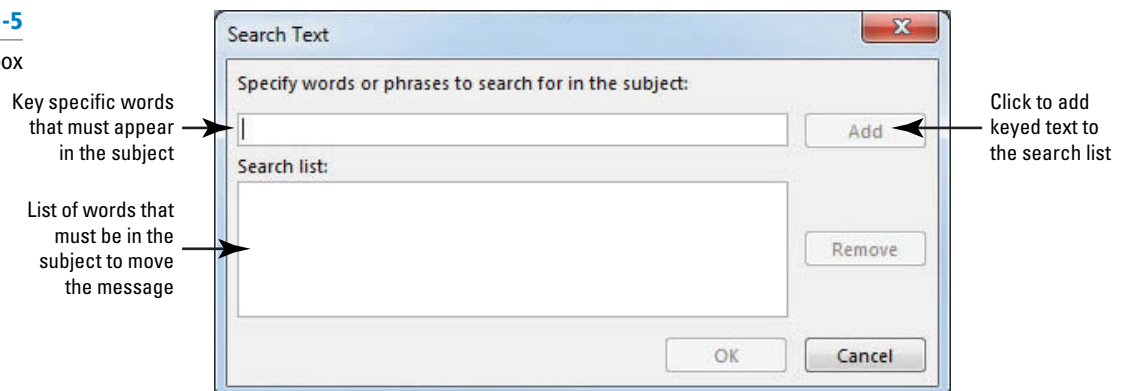 -5
ox
Search Text
Specify words or phrases to search for in the subject:
Key specific words
that must appear
in the subject
Add
Click to add
keyed text to
the search list
Search list:
List of words that
must be in the
subject to move
the message
Remove
OK
Cancel